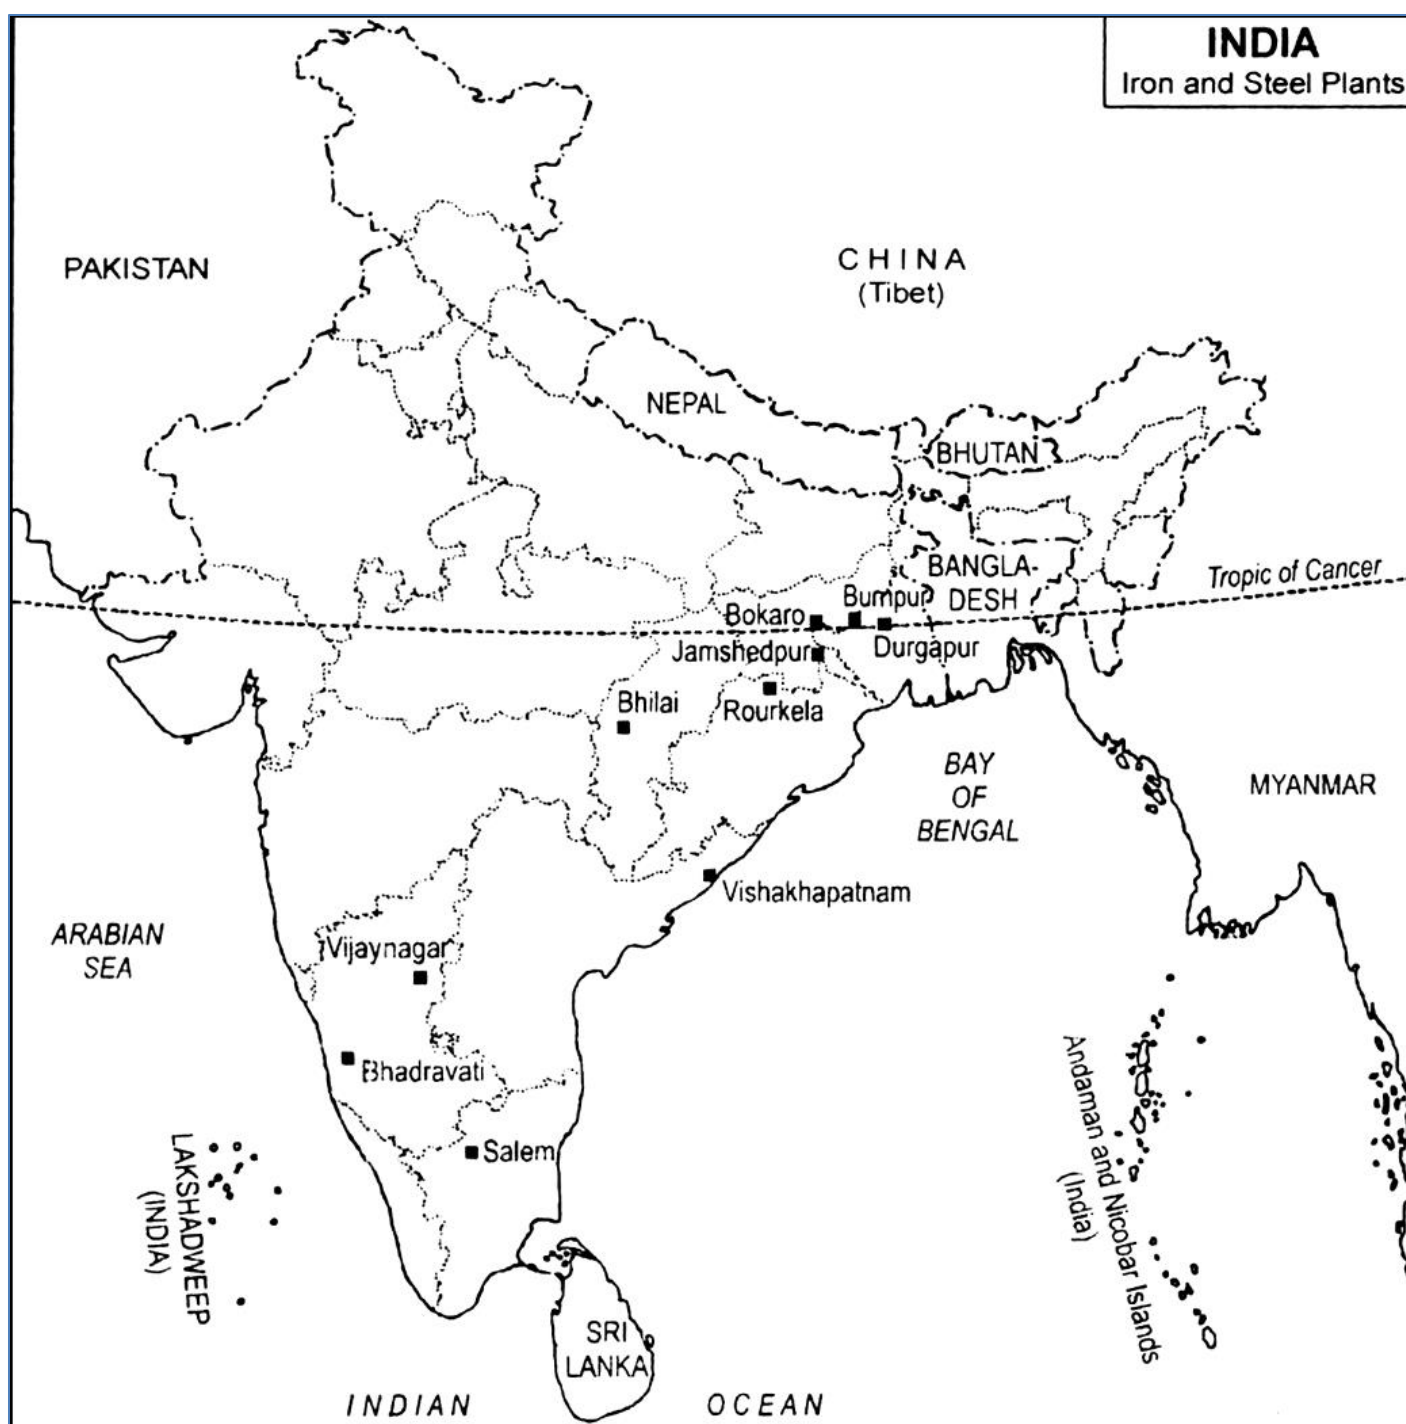 INDIA
Iron and Steel Plants
PAKISTAN
CHINA
(Tibet)
NEPAL
BHUTAN
BANGLA-
DESH
Tropic of Cancer
Bokaro
Burnpur
Durgapur
Jamshedpur
Bhilai
Rourkela
BAY
OF
BENGAL
MYANMAR
Vishakhapatnam
ARABIAN
SEA
Vijaynagar
Bhadravati
Salem
LAKSHADWEEP
(INDIA)
Andaman and Nicobar Islands
(India)
SRI
LANKA
INDIAN OCEAN